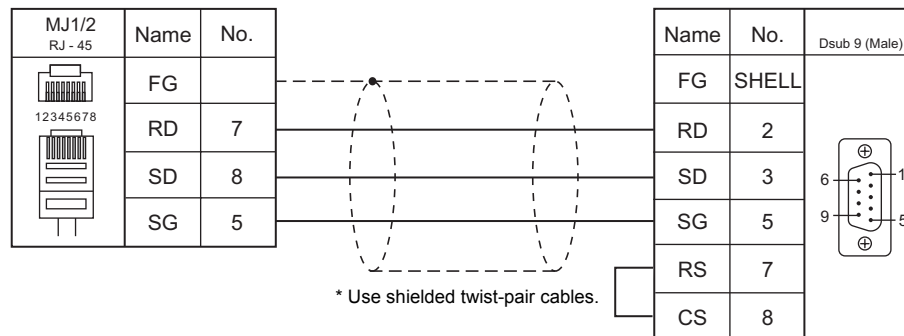 MJ1/2
RJ - 45
Name No.
FG
RD 7
SD 8
SG 5
12345678
* Use shielded twist-pair cables.
Name No.
Dsub 9 (Male)
FG SHELL
RD 2
SD 3
SG 5
RS 7
CS 8
6
1
9
5